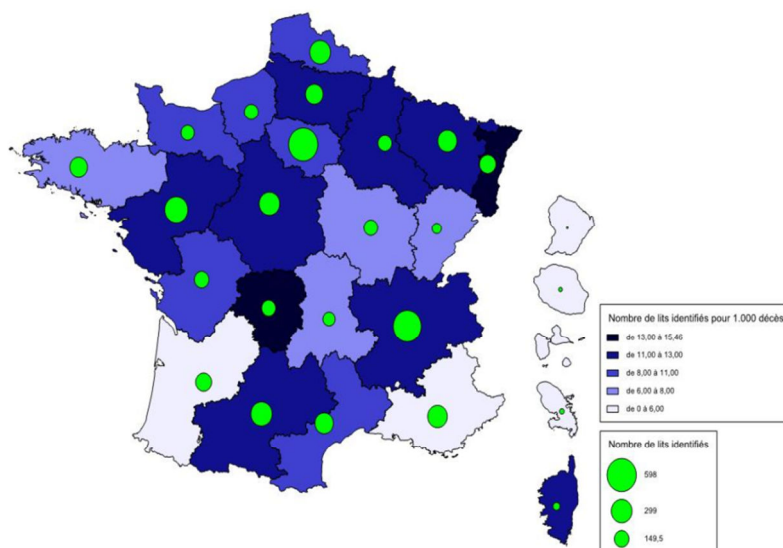 Nombre de lits identifiés pour 1.000 décès
de 13,00 à 15,46
de 11,00 à 13,00
de 8,00 à 11,00
de 6,00 à 8,00
de 0 à 6,00
Nombre de lits identifiés
598
299
149,5